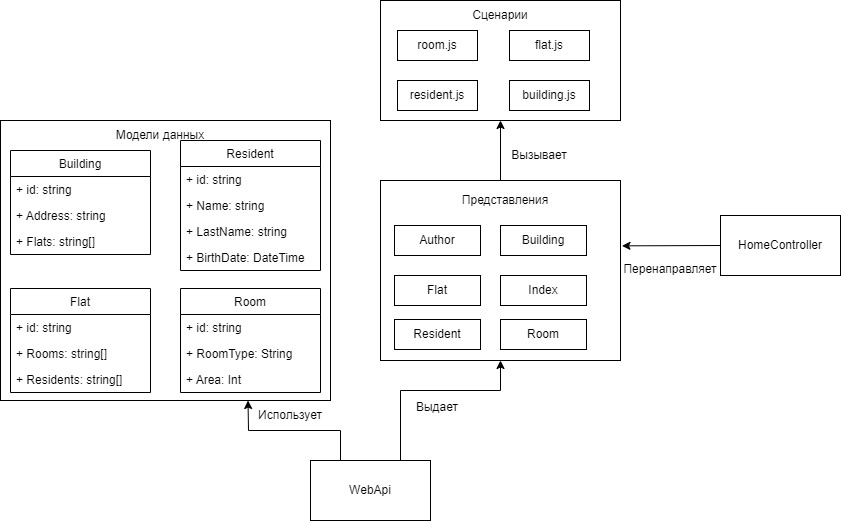 Сценарии
room.js
flat.js
resident.js
building.js
Вызывает
Модели данных
Building
+ id: string
+ Address: string
+ Flats: string[]
Resident
+ id: string
+ Name: string
+ LastName: string
+ BirthDate: DateTime
Flat
+ id: string
+ Rooms: string[]
+ Residents: string[]
Room
+ id: string
+ RoomType: String
+ Area: Int
Представления
Author
Building
Flat
Index
Resident
Room
HomeController
Перенаправляет
Использует
Выдает
WebApi